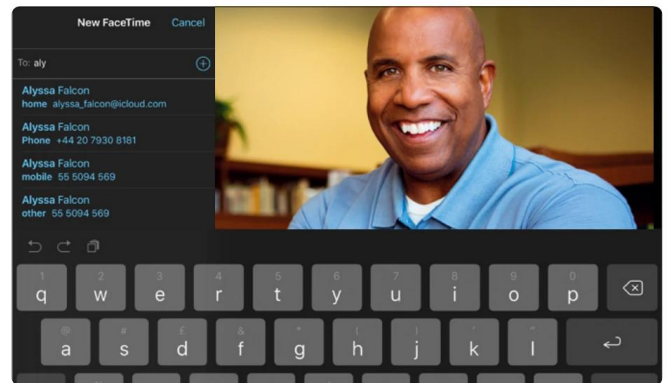 New FaceTime Cancel
To: aly
Alyssa Falcon
home alyssa_falcon@icloud.com
Alyssa Falcon
Phone +44 20 7930 8181
Alyssa Falcon
mobile 55 5094 569
Alyssa Falcon
other 55 5094 569
1 2 3 4 5 6 7 8 9 0
q w e r t y u i o p
@ # £ & * ( ) ' "
a s d f g h j k l